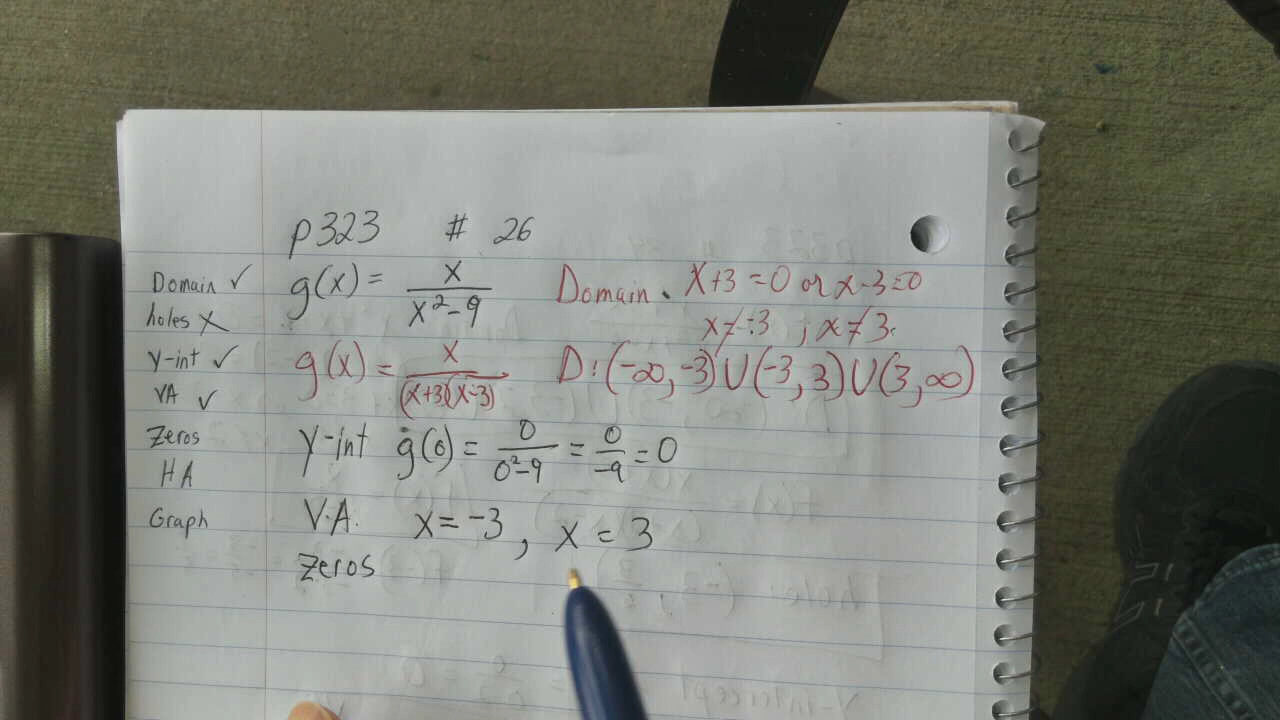 p323 # 26
Domain ✓ g(x) = x / x²-9 Domain. x+3=0 or x-3=0
holes X x≠-3, x≠3.
y-int ✓ g(x) = x / (x+3)(x-3) D: (-∞,-3)U(-3,3)U(3,∞)
VA ✓
Zeros y-int g(0) = 0 / 0²-9 = 0 / -9 = 0
HA
Graph V.A. x=-3, x=3
Zeros